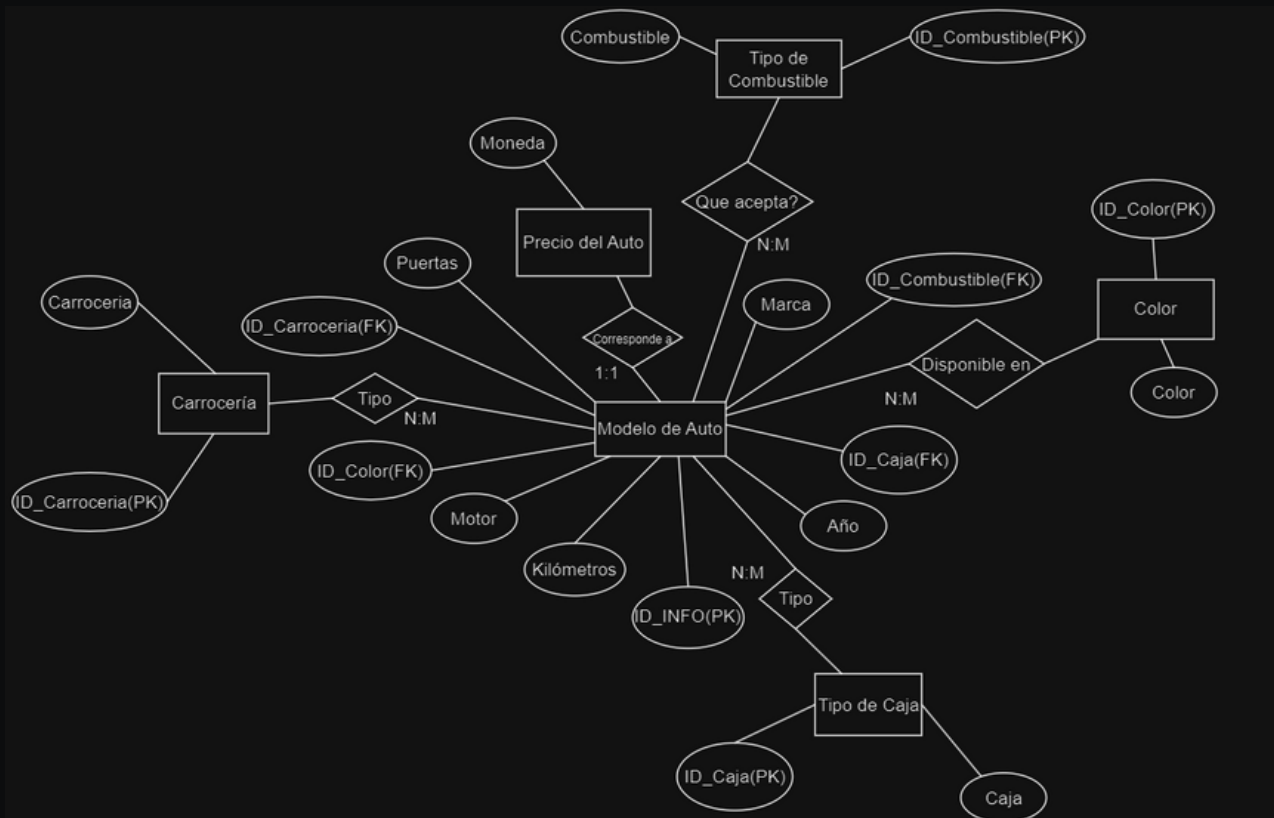 Combustible
Tipo de
Combustible
ID_Combustible(PK)
Moneda
Que acepta?
N:M
ID_Color(PK)
Precio del Auto
Puertas
ID_Combustible(FK)
Carroceria
Marca
Color
ID_Carroceria(FK)
Corresponde a
1:1
Disponible en
N:M
Color
Carrocería
Tipo
N:M
Modelo de Auto
ID_Color(FK)
ID_Caja(FK)
ID_Carroceria(PK)
Motor
Año
Kilómetros
N:M
Tipo
ID_INFO(PK)
Tipo de Caja
ID_Caja(PK)
Caja